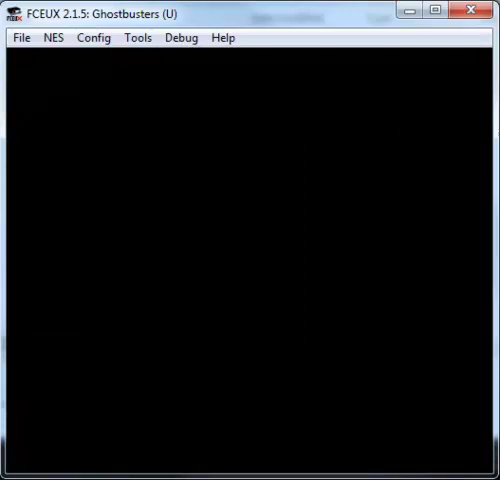 FCEUX 2.1.5: Ghostbusters (U)
File NES Config Tools Debug Help